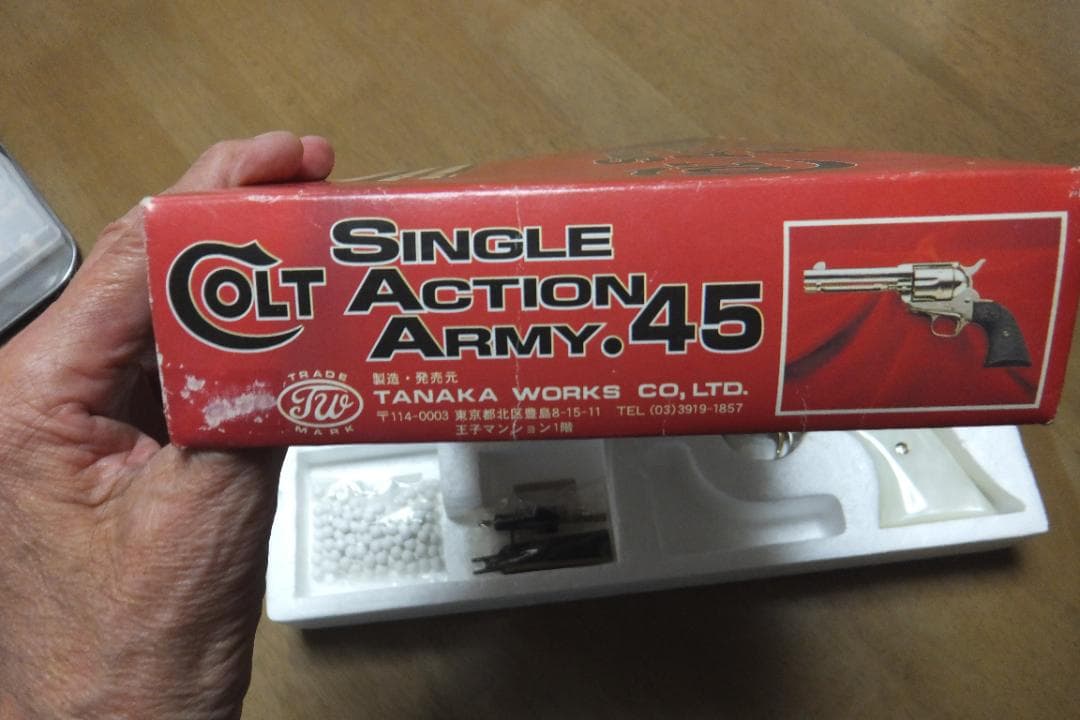 COLT
SINGLE
ACTION
ARMY.45
TRADE
TW
MARK
製造・発売元
TANAKA WORKS CO,LTD.
〒114-0003 東京都北区豊島8-15-11 TEL (03)3919-1857
王子マンション1階